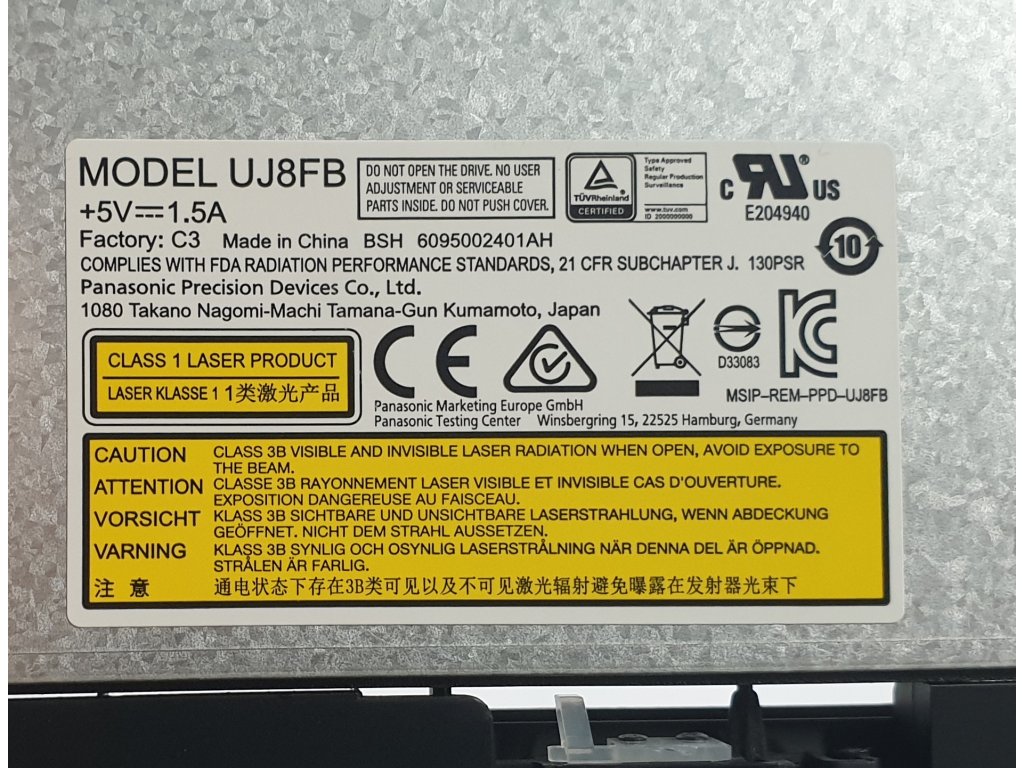 MODEL UJ8FB
+5V⎓1.5A
DO NOT OPEN THE DRIVE. NO USER
ADJUSTMENT OR SERVICEABLE
PARTS INSIDE. DO NOT PUSH COVER.
TÜVRheinland
CERTIFIED
Type Approved
Safety
Regular Production
Surveillance
www.tuv.com
ID 2000000000
C RU® US
E204940
Factory: C3 Made in China BSH 6095002401AH
COMPLIES WITH FDA RADIATION PERFORMANCE STANDARDS, 21 CFR SUBCHAPTER J. 130PSR
10
Panasonic Precision Devices Co., Ltd.
1080 Takano Nagomi-Machi Tamana-Gun Kumamoto, Japan
CLASS 1 LASER PRODUCT
LASER KLASSE 1 1类激光产品
CE
D33083
MSIP-REM-PPD-UJ8FB
Panasonic Marketing Europe GmbH
Panasonic Testing Center Winsbergring 15, 22525 Hamburg, Germany
CAUTION CLASS 3B VISIBLE AND INVISIBLE LASER RADIATION WHEN OPEN, AVOID EXPOSURE TO
THE BEAM.
ATTENTION CLASSE 3B RAYONNEMENT LASER VISIBLE ET INVISIBLE CAS D'OUVERTURE.
EXPOSITION DANGEREUSE AU FAISCEAU.
VORSICHT KLASS 3B SICHTBARE UND UNSICHTBARE LASERSTRAHLUNG, WENN ABDECKUNG
GEÖFFNET. NICHT DEM STRAHL AUSSETZEN.
VARNING KLASS 3B SYNLIG OCH OSYNLIG LASERSTRÅLNING NÄR DENNA DEL ÄR ÖPPNAD.
STRÅLEN ÄR FARLIG.
注意 通电状态下存在3B类可见以及不可见激光辐射避免曝露在发射器光束下